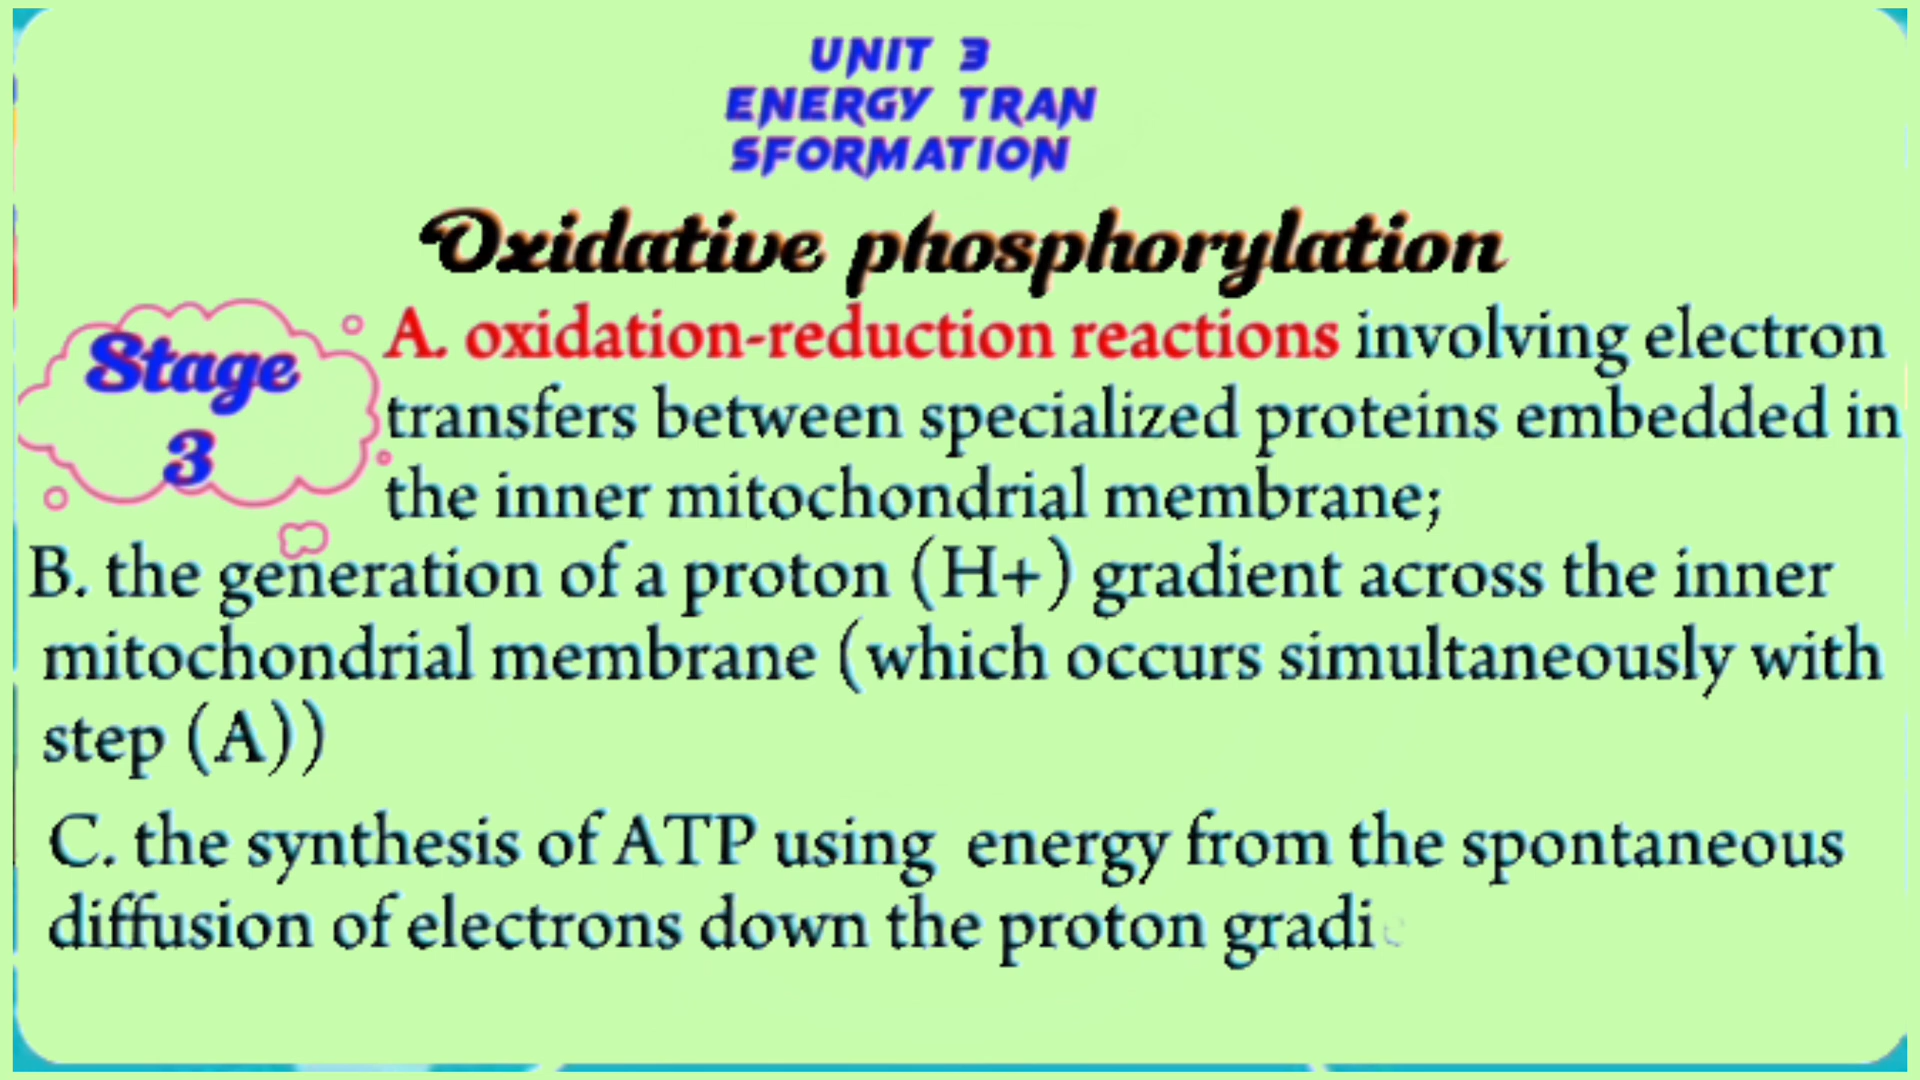 UNIT 3
ENERGY TRAN
SFORMATION
Oxidative phosphorylation
Stage
3
A. oxidation-reduction reactions involving electron
transfers between specialized proteins embedded in
the inner mitochondrial membrane;
B. the generation of a proton (H+) gradient across the inner
mitochondrial membrane (which occurs simultaneously with
step (A))
C. the synthesis of ATP using energy from the spontaneous
diffusion of electrons down the proton gradie